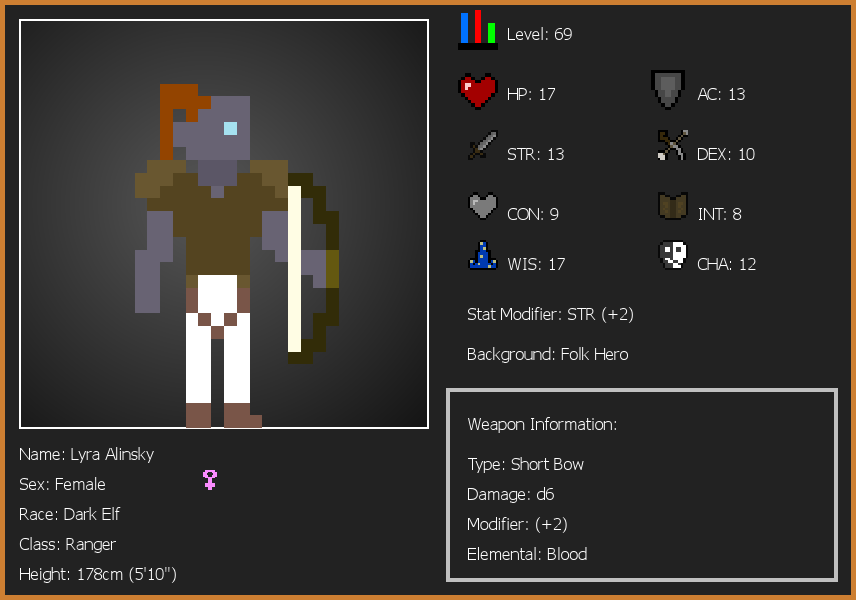 Level: 69
HP: 17
AC: 13
STR: 13
DEX: 10
CON: 9
INT: 8
WIS: 17
CHA: 12
Stat Modifier: STR (+2)
Background: Folk Hero
Weapon Information:
Type: Short Bow
Damage: d6
Modifier: (+2)
Elemental: Blood
Name: Lyra Alinsky
Sex: Female
Race: Dark Elf
Class: Ranger
Height: 178cm (5'10")